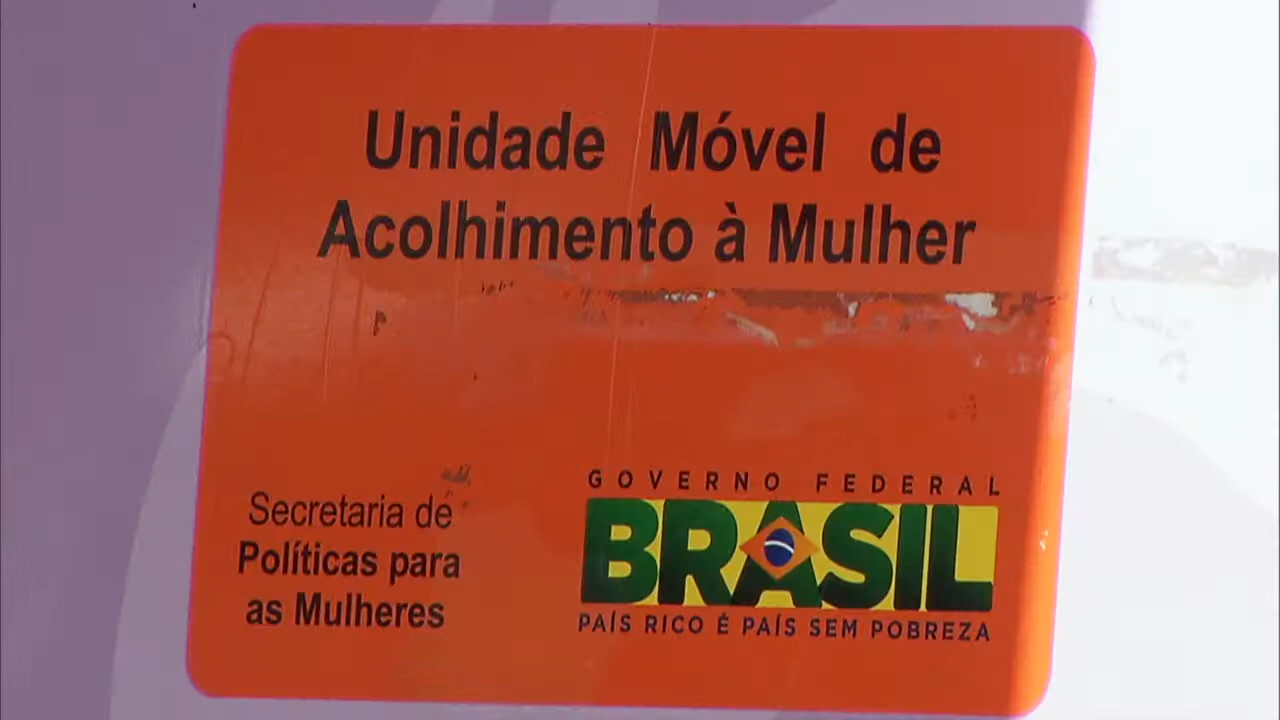 Unidade Móvel de
Acolhimento à Mulher
Secretaria de
Políticas para
as Mulheres
GOVERNO FEDERAL
BRASIL
PAÍS RICO É PAÍS SEM POBREZA